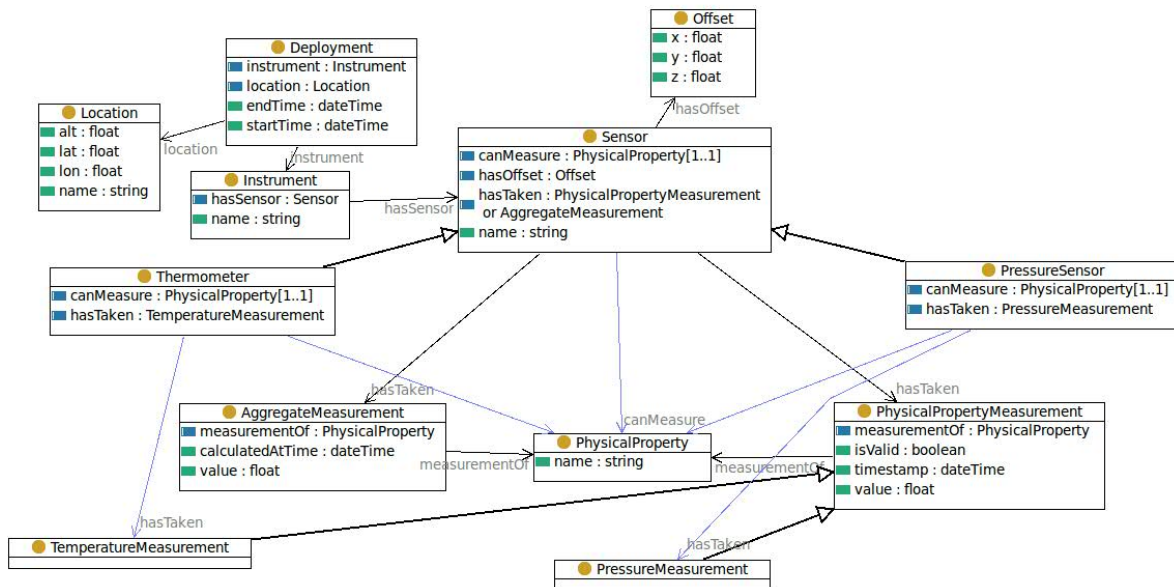 Offset
x : float
y : float
z : float
hasOffset
Deployment
instrument : Instrument
location : Location
endTime : dateTime
startTime : dateTime
location
instrument
Location
alt : float
lat : float
lon : float
name : string
Instrument
hasSensor : Sensor
name : string
hasSensor
Sensor
canMeasure : PhysicalProperty[1..1]
hasOffset : Offset
hasTaken : PhysicalPropertyMeasurement
or AggregateMeasurement
name : string
Thermometer
canMeasure : PhysicalProperty[1..1]
hasTaken : TemperatureMeasurement
PressureSensor
canMeasure : PhysicalProperty[1..1]
hasTaken : PressureMeasurement
hasTaken
canMeasure
hasTaken
AggregateMeasurement
measurementOf : PhysicalProperty
calculatedAtTime : dateTime
value : float
measurementOf
PhysicalProperty
name : string
measurementOf
PhysicalPropertyMeasurement
measurementOf : PhysicalProperty
isValid : boolean
timestamp : dateTime
value : float
hasTaken
TemperatureMeasurement
hasTaken
PressureMeasurement